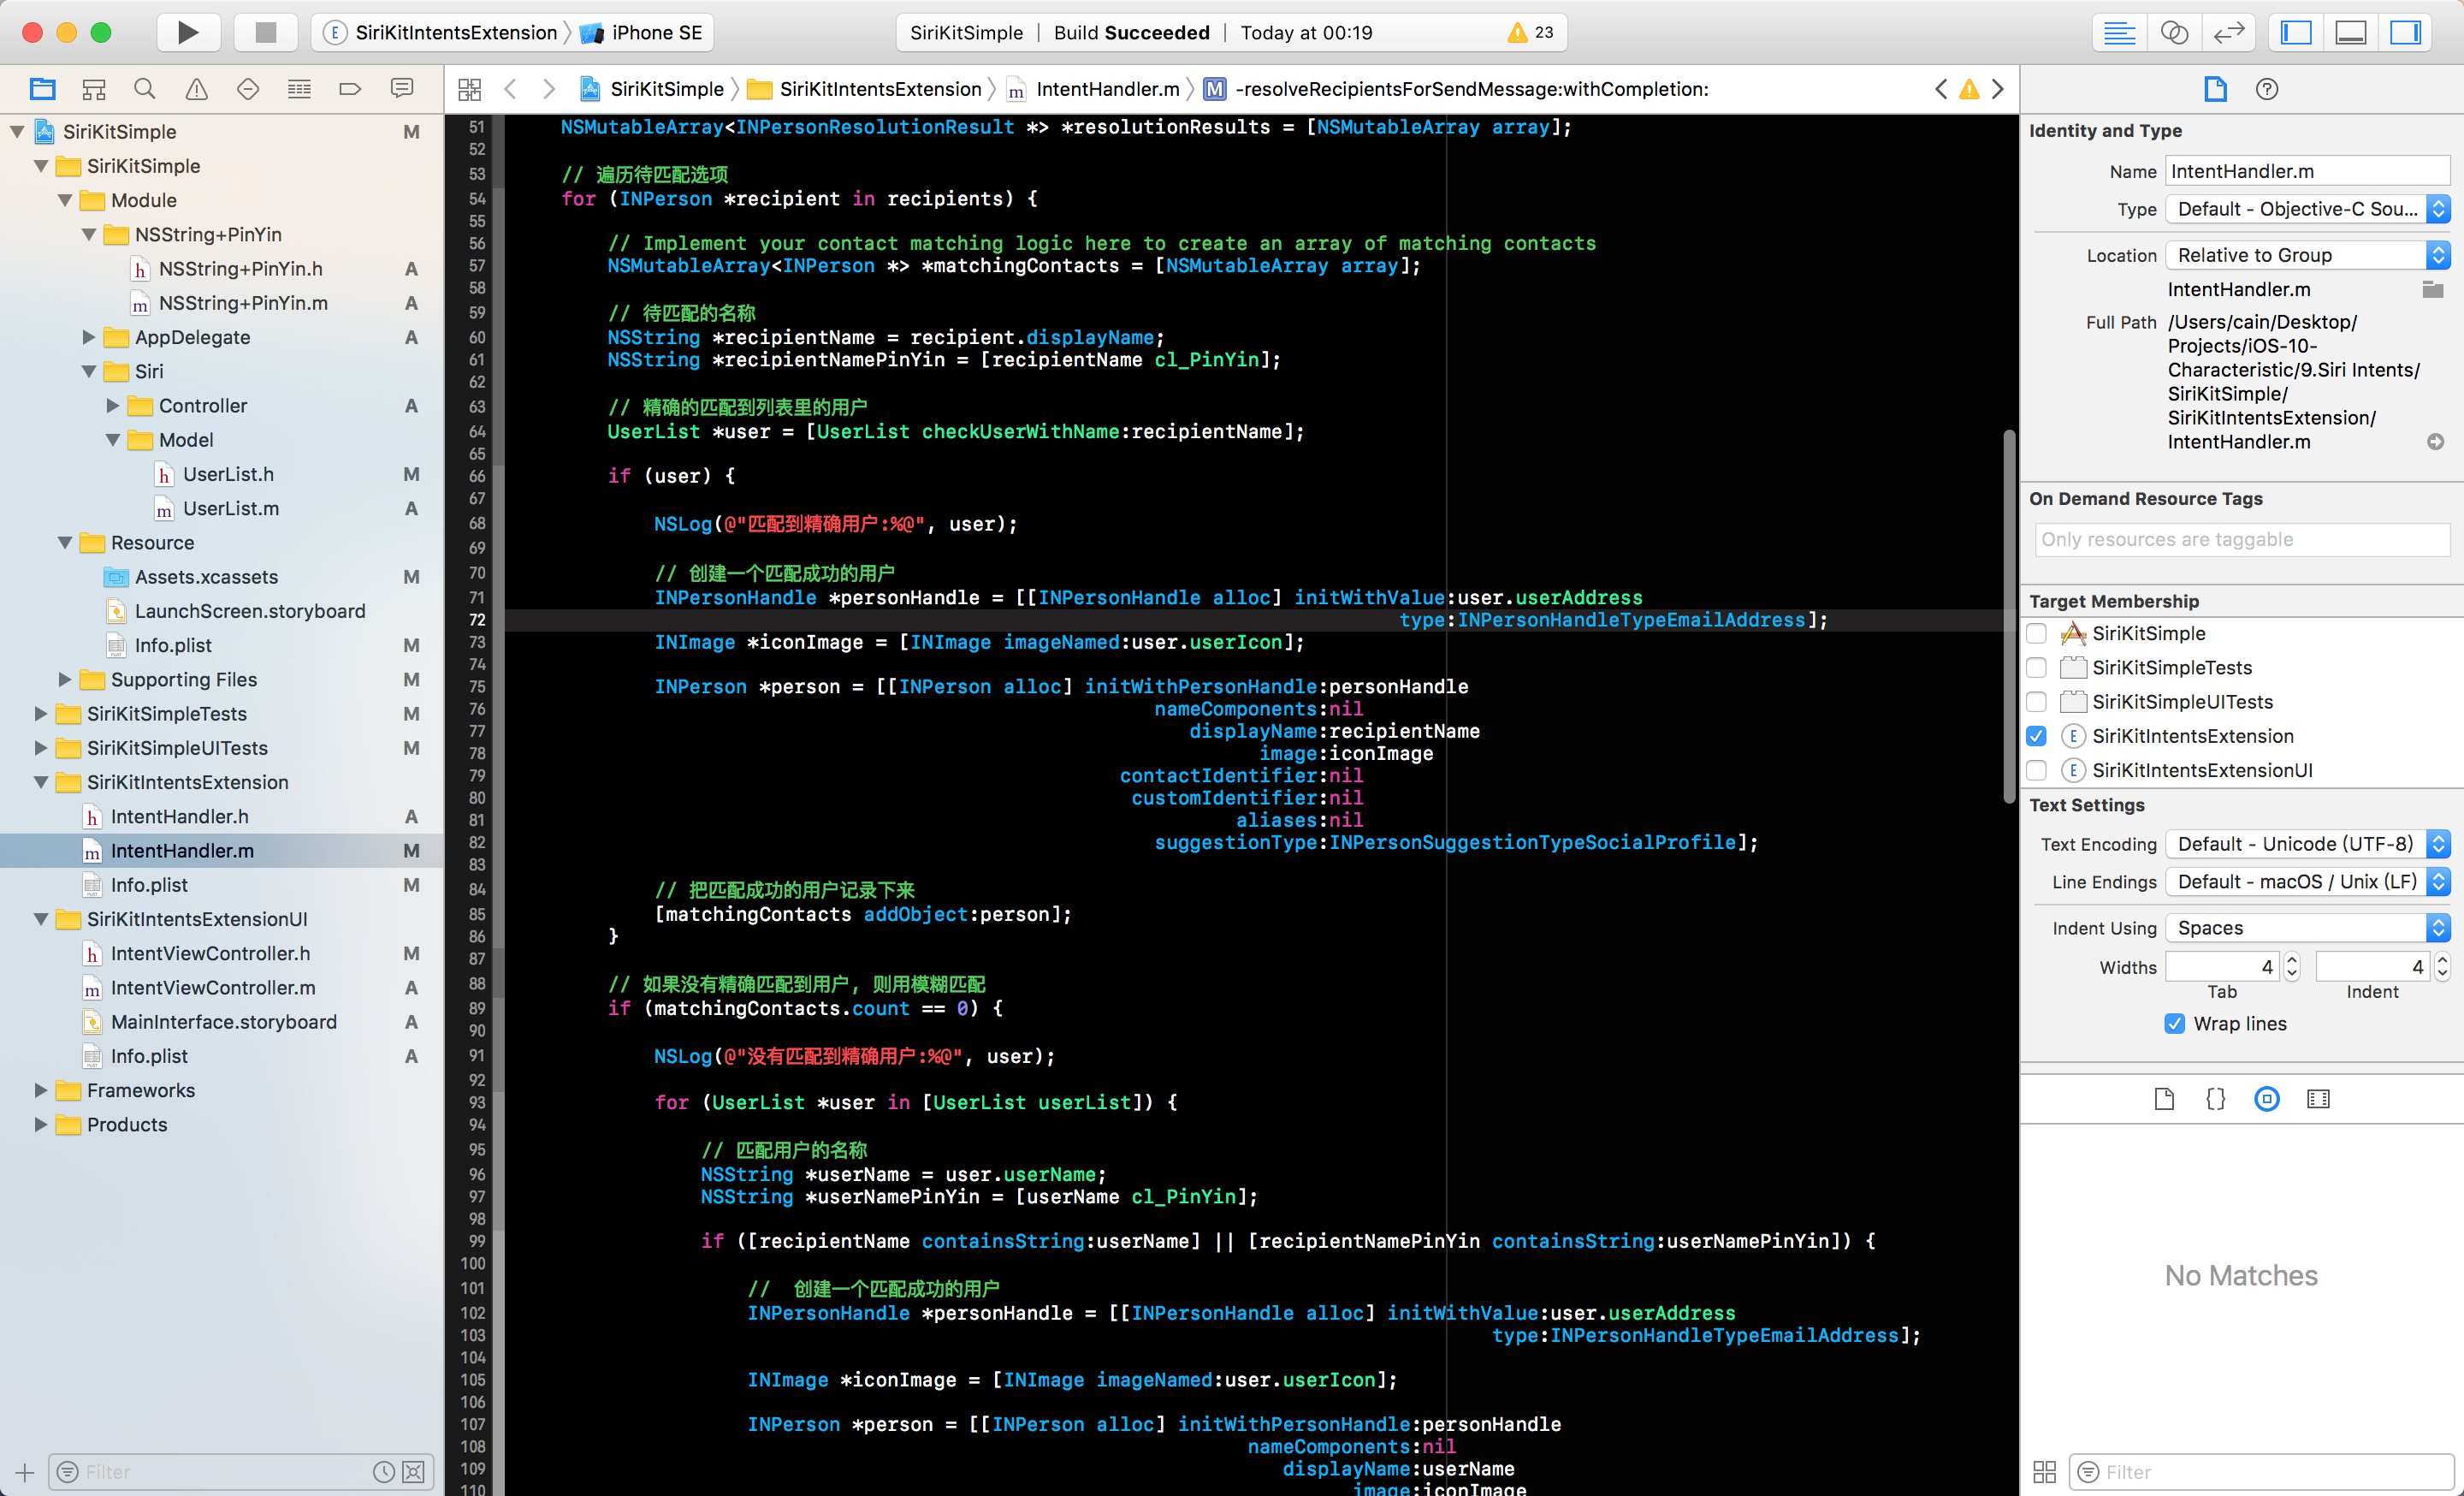 SiriKitIntentsExtension
iPhone SE
SiriKitSimple | Build Succeeded | Today at 00:19
23
SiriKitSimple
SiriKitIntentsExtension
IntentHandler.m
M -resolveRecipientsForSendMessage:withCompletion:
SiriKitSimple M
SiriKitSimple
Module
NSString+PinYin
h NSString+PinYin.h A
m NSString+PinYin.m A
AppDelegate A
Siri
Controller A
Model
h UserList.h M
m UserList.m A
Resource
Assets.xcassets M
LaunchScreen.storyboard
Info.plist M
Supporting Files M
SiriKitSimpleTests M
SiriKitSimpleUITests M
SiriKitIntentsExtension
h IntentHandler.h A
m IntentHandler.m M
Info.plist M
SiriKitIntentsExtensionUI
h IntentViewController.h M
m IntentViewController.m A
MainInterface.storyboard A
Info.plist A
Frameworks
Products
Filter
51 NSMutableArray<INPersonResolutionResult *> *resolutionResults = [NSMutableArray array];
52
53 // 遍历待匹配选项
54 for (INPerson *recipient in recipients) {
55
56 // Implement your contact matching logic here to create an array of matching contacts
57 NSMutableArray<INPerson *> *matchingContacts = [NSMutableArray array];
58
59 // 待匹配的名称
60 NSString *recipientName = recipient.displayName;
61 NSString *recipientNamePinYin = [recipientName cl_PinYin];
62
63 // 精确的匹配到列表里的用户
64 UserList *user = [UserList checkUserWithName:recipientName];
65
66 if (user) {
67
68 NSLog(@"匹配到精确用户:%@", user);
69
70 // 创建一个匹配成功的用户
71 INPersonHandle *personHandle = [[INPersonHandle alloc] initWithValue:user.userAddress
72 type:INPersonHandleTypeEmailAddress];
73 INImage *iconImage = [INImage imageNamed:user.userIcon];
74
75 INPerson *person = [[INPerson alloc] initWithPersonHandle:personHandle
76 nameComponents:nil
77 displayName:recipientName
78 image:iconImage
79 contactIdentifier:nil
80 customIdentifier:nil
81 aliases:nil
82 suggestionType:INPersonSuggestionTypeSocialProfile];
83
84 // 把匹配成功的用户记录下来
85 [matchingContacts addObject:person];
86 }
87
88 // 如果没有精确匹配到用户, 则用模糊匹配
89 if (matchingContacts.count == 0) {
90
91 NSLog(@"没有匹配到精确用户:%@", user);
92
93 for (UserList *user in [UserList userList]) {
94
95 // 匹配用户的名称
96 NSString *userName = user.userName;
97 NSString *userNamePinYin = [userName cl_PinYin];
98
99 if ([recipientName containsString:userName] || [recipientNamePinYin containsString:userNamePinYin]) {
100
101 // 创建一个匹配成功的用户
102 INPersonHandle *personHandle = [[INPersonHandle alloc] initWithValue:user.userAddress
103 type:INPersonHandleTypeEmailAddress];
104
105 INImage *iconImage = [INImage imageNamed:user.userIcon];
106
107 INPerson *person = [[INPerson alloc] initWithPersonHandle:personHandle
108 nameComponents:nil
109 displayName:userName
110 image:iconImage
Identity and Type
Name IntentHandler.m
Type Default - Objective-C Sou...
Location Relative to Group
IntentHandler.m
Full Path /Users/cain/Desktop/
Projects/iOS-10-
Characteristic/9.Siri Intents/
SiriKitSimple/
SiriKitIntentsExtension/
IntentHandler.m
On Demand Resource Tags
Only resources are taggable
Target Membership
SiriKitSimple
SiriKitSimpleTests
SiriKitSimpleUITests
E SiriKitIntentsExtension
E SiriKitIntentsExtensionUI
Text Settings
Text Encoding Default - Unicode (UTF-8)
Line Endings Default - macOS / Unix (LF)
Indent Using Spaces
Widths 4 4
Tab Indent
Wrap lines
{}
No Matches
Filter